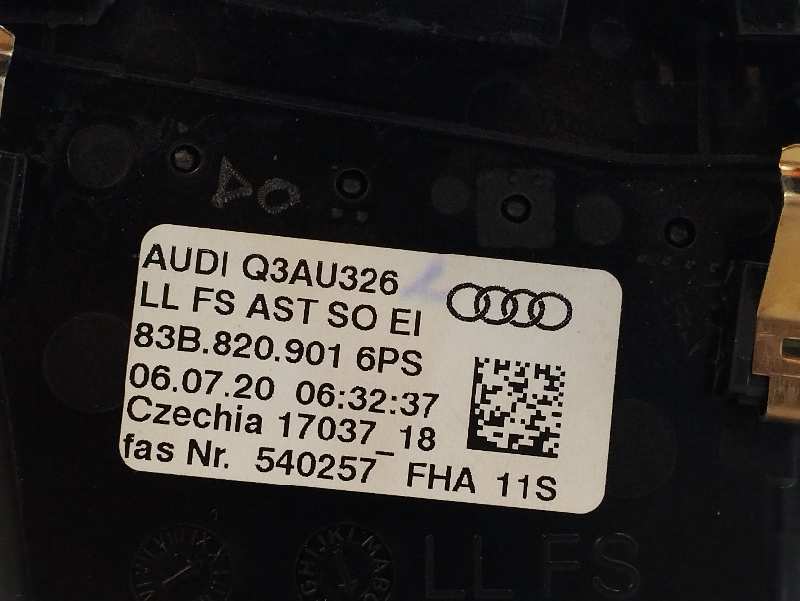 AUDI Q3AU326
LL FS AST SO EI
83B.820.901 6PS
06.07.20 06:32:37
Czechia 17037_18
fas Nr. 540257 FHA 11S
LL FS